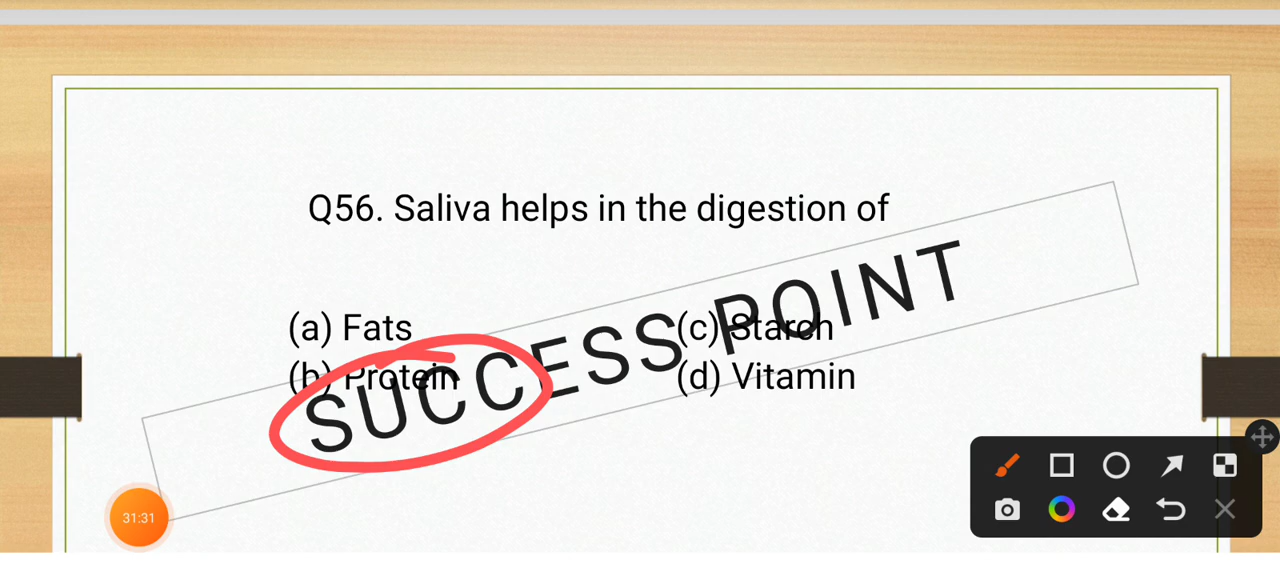 Q56. Saliva helps in the digestion of
(a) Fats
(c) Starch
(b) Protein
(d) Vitamin
SUCCESS POINT
31:31